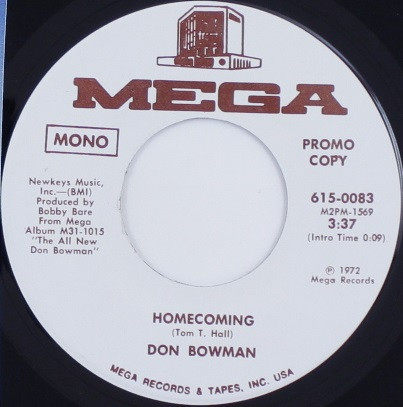 MEGA
MONO
PROMO
COPY
Newkeys Music,
Inc.—(BMI)
Produced by
Bobby Bare
From Mega
Album M31-1015
"The All New
Don Bowman"
615-0083
M2PM-1569
3:37
(Intro Time 0:09)
Ⓟ 1972
Mega Records
HOMECOMING
(Tom T. Hall)
DON BOWMAN
MEGA RECORDS & TAPES, INC. USA